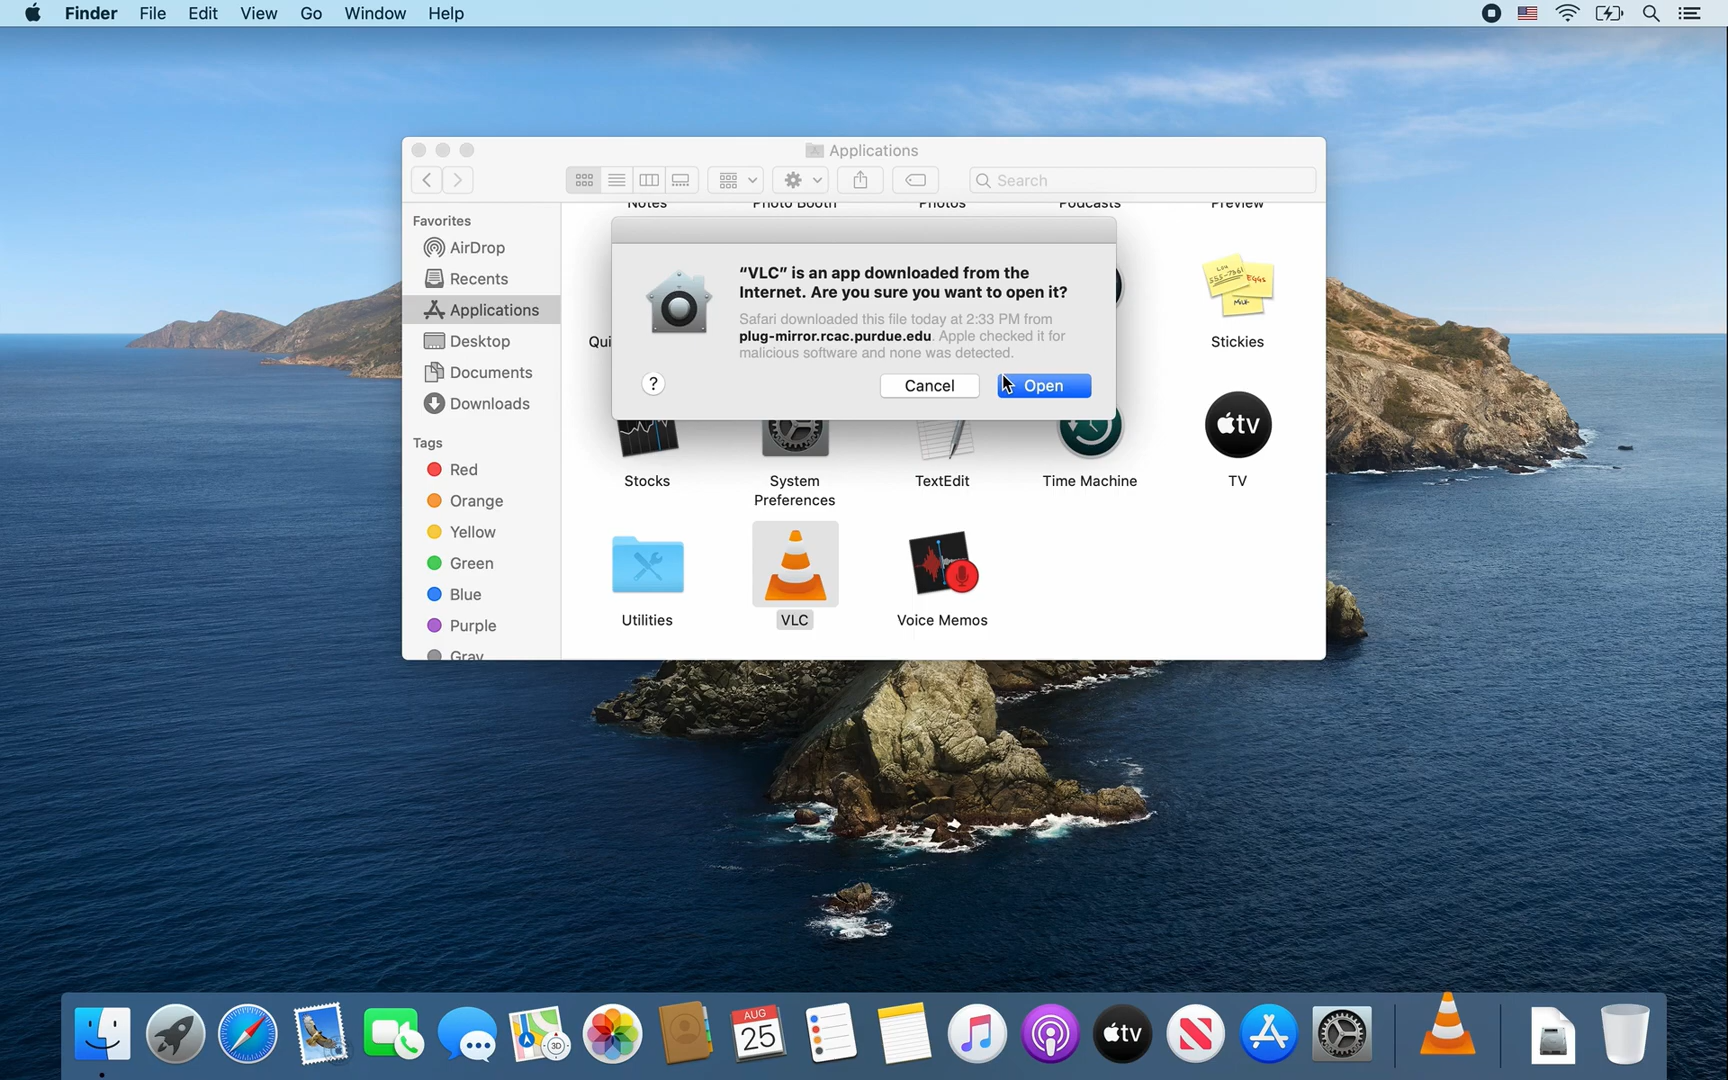 Finder File Edit View Go Window Help
Applications
Search
Favorites
AirDrop
Recents
Applications
Desktop
Documents
Downloads
Tags
Red
Orange
Yellow
Green
Blue
Purple
Gray
Notes Photo Booth Photos Podcasts Preview
“VLC” is an app downloaded from the
Internet. Are you sure you want to open it?
Safari downloaded this file today at 2:33 PM from
plug-mirror.rcac.purdue.edu. Apple checked it for
malicious software and none was detected.
?
Cancel
Open
Qui
Stickies
Stocks
System
Preferences
TextEdit
Time Machine
tv
TV
Utilities
VLC
Voice Memos
3D
AUG
25
tv